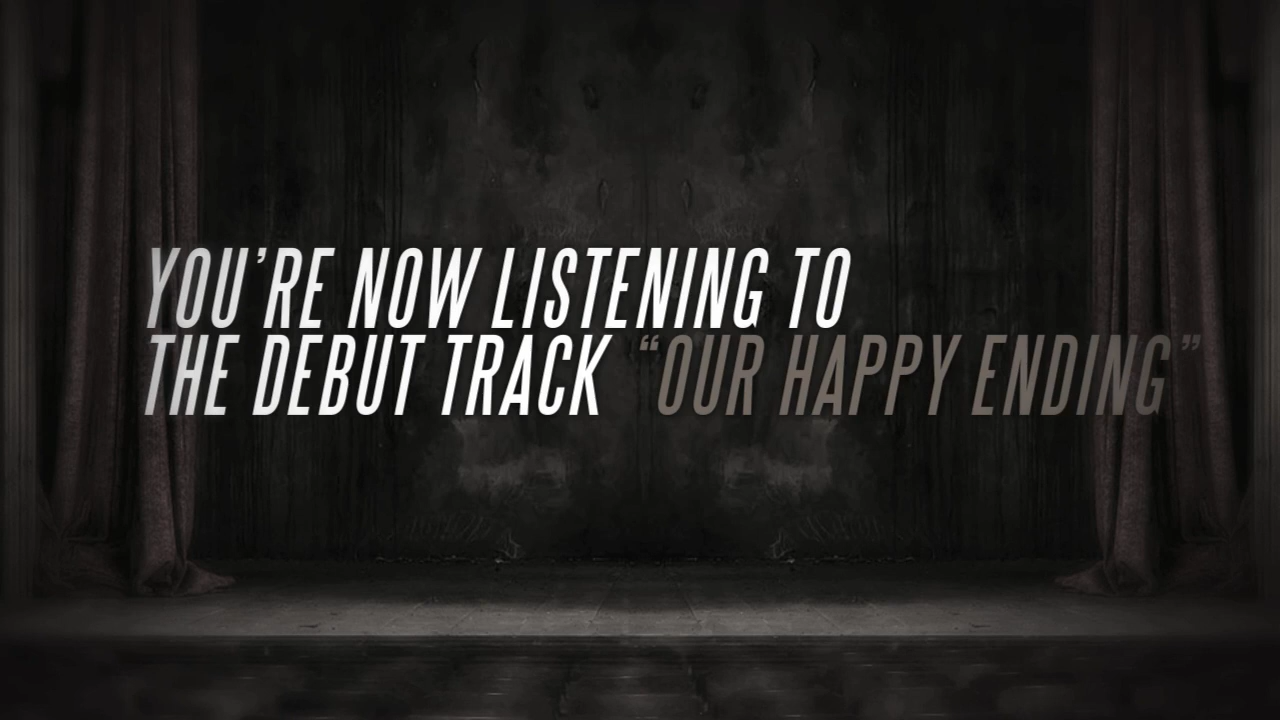 YOU’RE NOW LISTENING TO
THE DEBUT TRACK “OUR HAPPY ENDING”